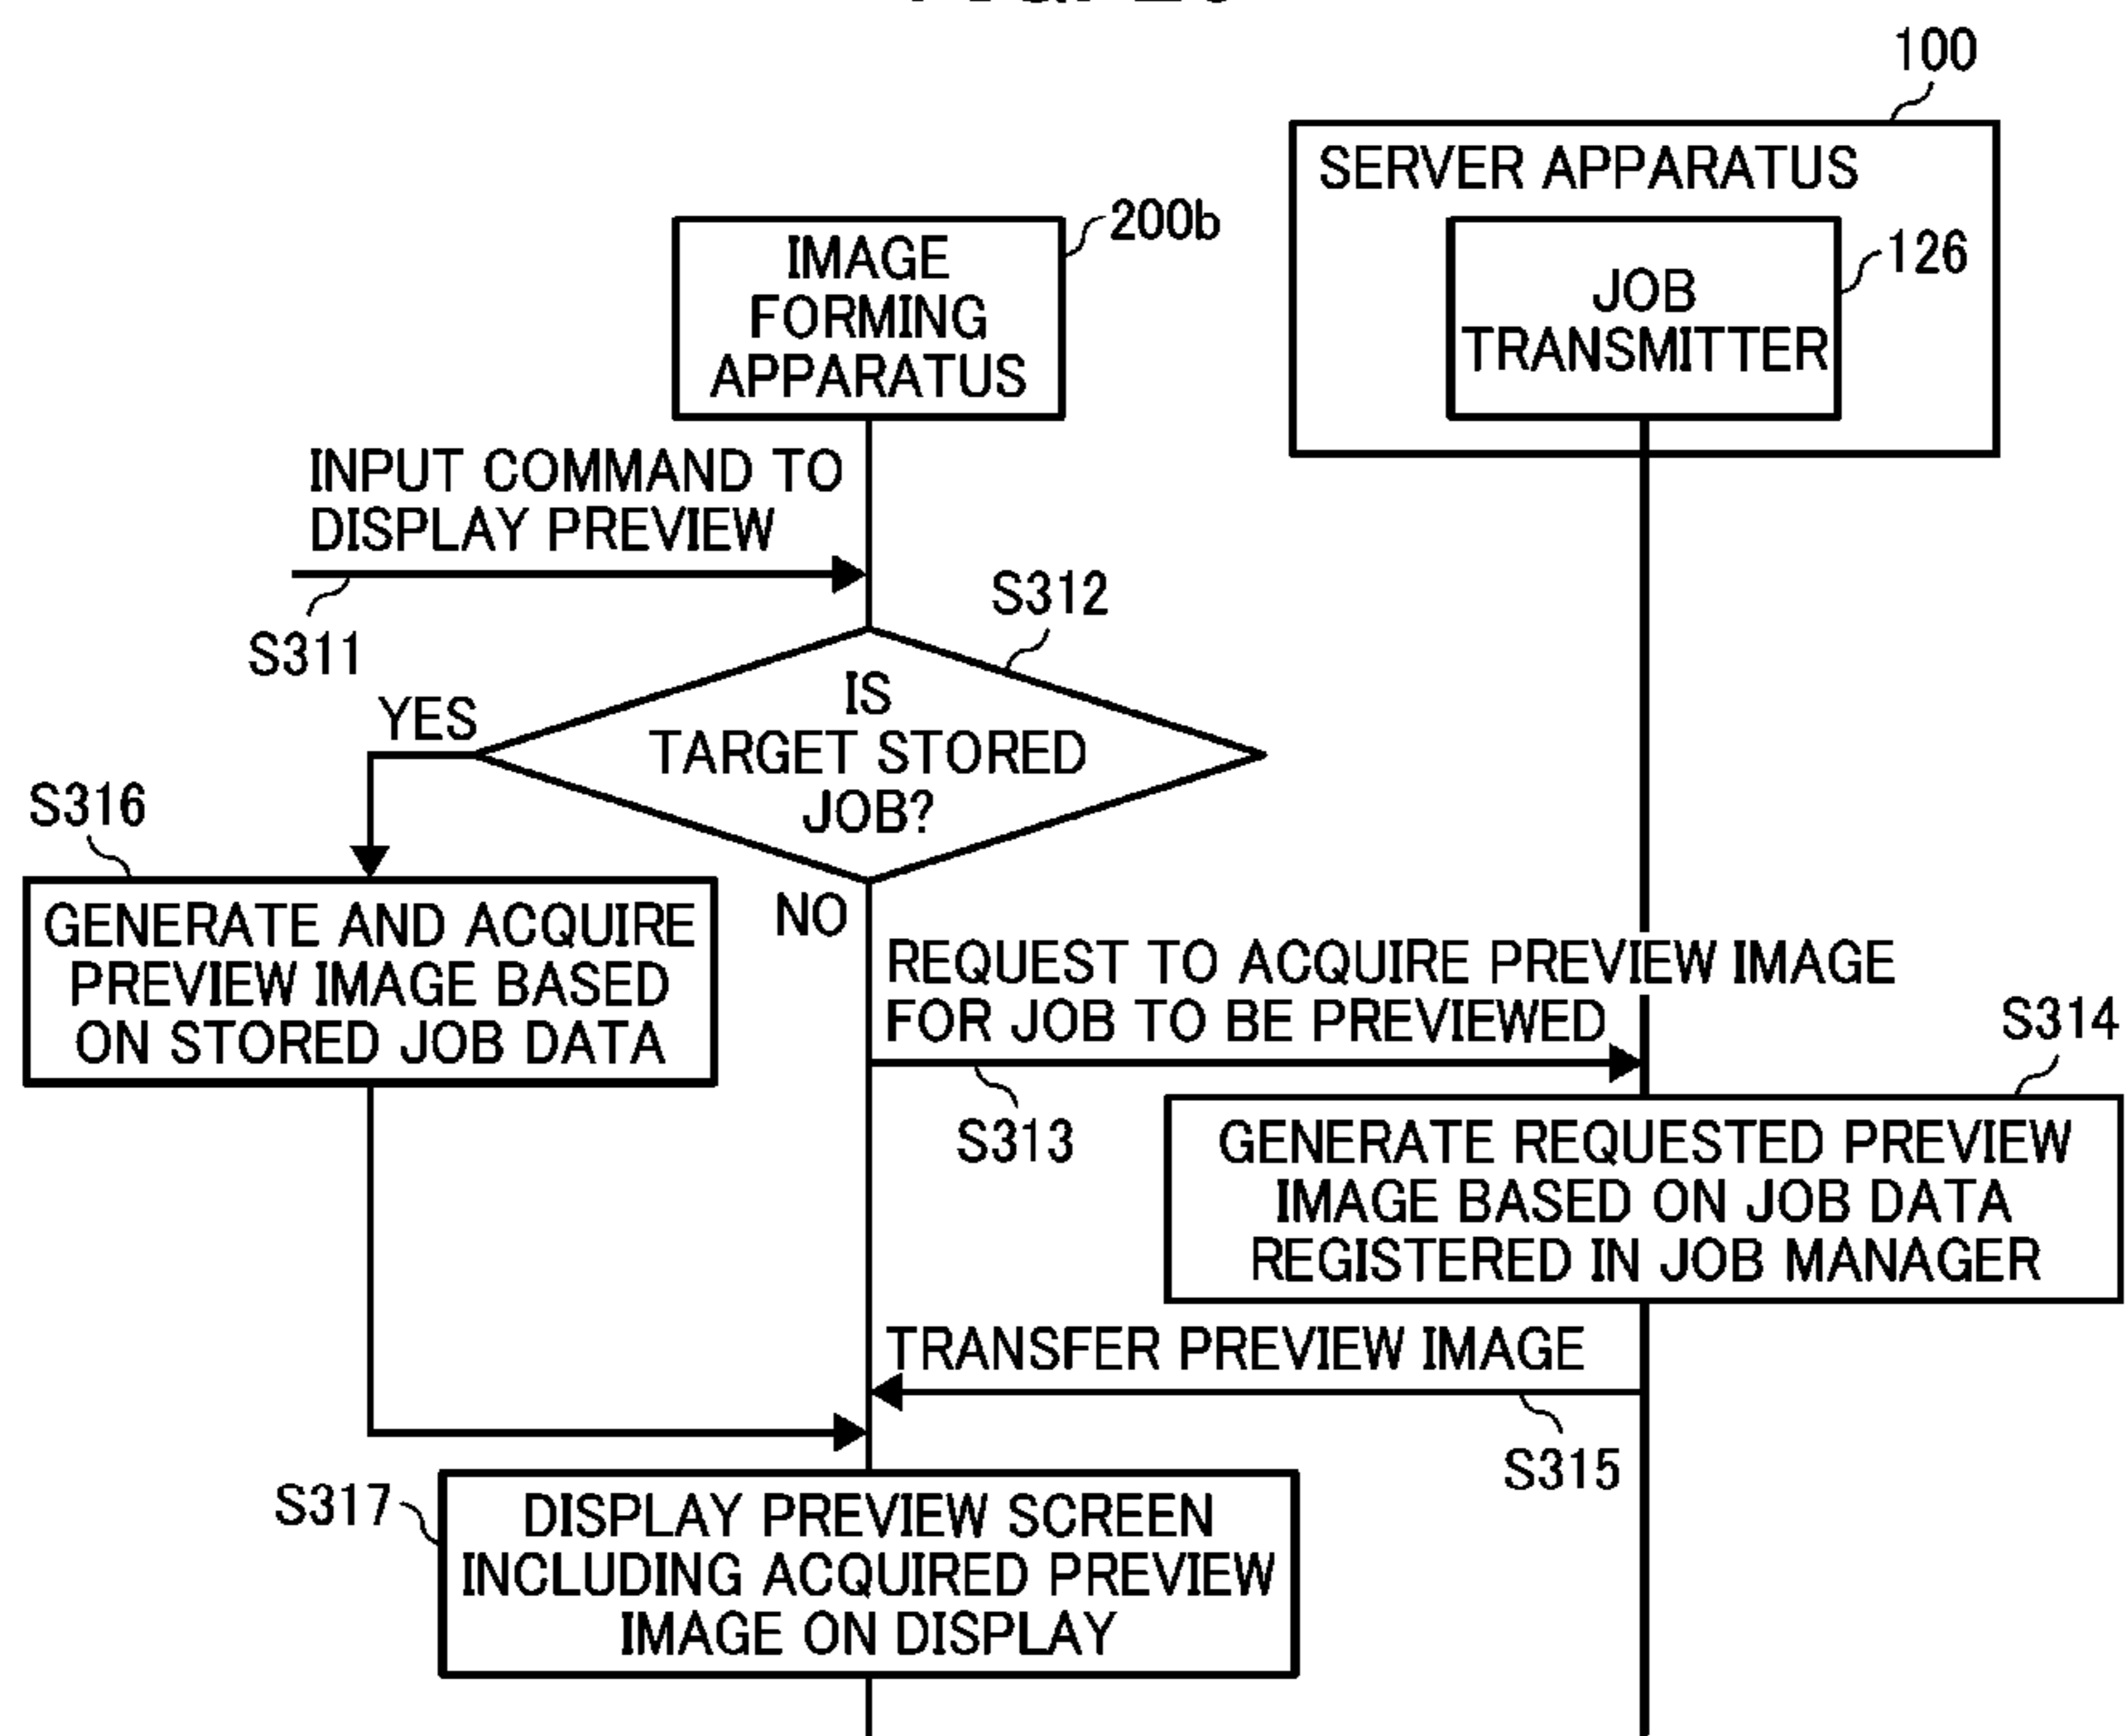 100
SERVER APPARATUS
200b
IMAGE
FORMING
APPARATUS
126
JOB
TRANSMITTER
INPUT COMMAND TO
DISPLAY PREVIEW
S311
S312
IS
TARGET STORED
JOB?
YES
NO
S316
GENERATE AND ACQUIRE
PREVIEW IMAGE BASED
ON STORED JOB DATA
REQUEST TO ACQUIRE PREVIEW IMAGE
FOR JOB TO BE PREVIEWED
S313
S314
GENERATE REQUESTED PREVIEW
IMAGE BASED ON JOB DATA
REGISTERED IN JOB MANAGER
TRANSFER PREVIEW IMAGE
S315
S317
DISPLAY PREVIEW SCREEN
INCLUDING ACQUIRED PREVIEW
IMAGE ON DISPLAY